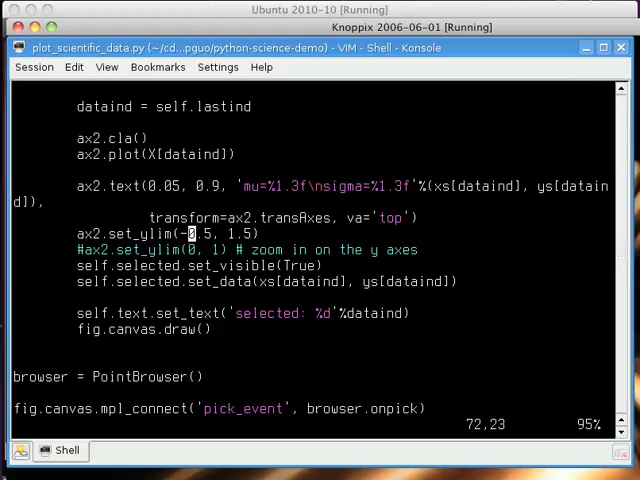 Ubuntu 2010-10 [Running]
Knoppix 2006-06-01 [Running]
plot_scientific_data.py (~/cd...pguo/python-science-demo) - VIM - Shell - Konsole
Session Edit View Bookmarks Settings Help
dataind = self.lastind
ax2.cla()
ax2.plot(X[dataind])
ax2.text(0.05, 0.9, 'mu=%1.3f\nsigma=%1.3f'%(xs[dataind], ys[datain
d]),
transform=ax2.transAxes, va='top')
ax2.set_ylim(-0.5, 1.5)
#ax2.set_ylim(0, 1) # zoom in on the y axes
self.selected.set_visible(True)
self.selected.set_data(xs[dataind], ys[dataind])
self.text.set_text('selected: %d'%dataind)
fig.canvas.draw()
browser = PointBrowser()
fig.canvas.mpl_connect('pick_event', browser.onpick)
72,23 95%
Shell